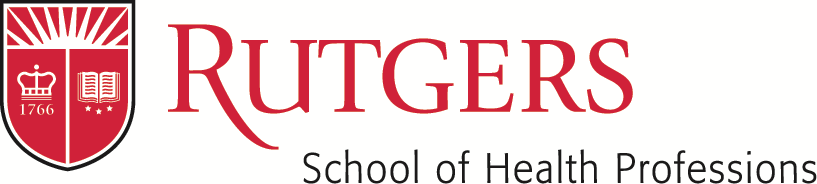 1766
RUTGERS
School of Health Professions